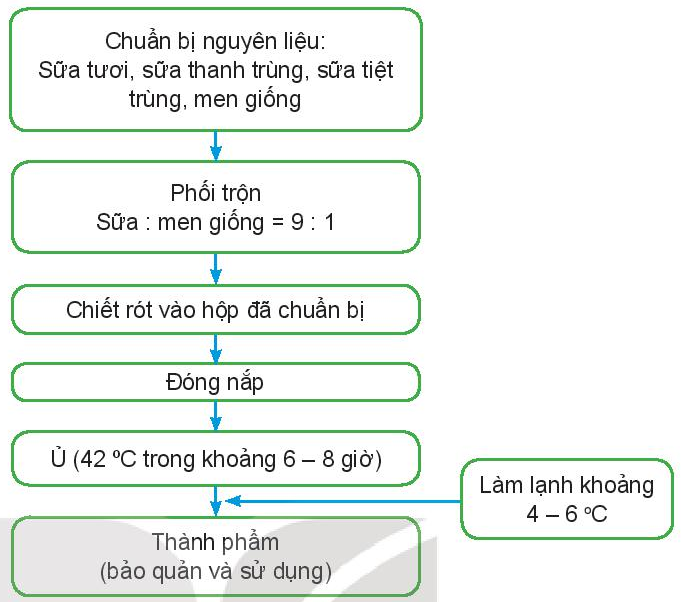 Chuẩn bị nguyên liệu:
Sữa tươi, sữa thanh trùng, sữa tiệt
trùng, men giống
Phối trộn
Sữa : men giống = 9 : 1
Chiết rót vào hộp đã chuẩn bị
Đóng nắp
Ủ (42 ºC trong khoảng 6 – 8 giờ)
Làm lạnh khoảng
4 – 6 ºC
Thành phẩm
(bảo quản và sử dụng)